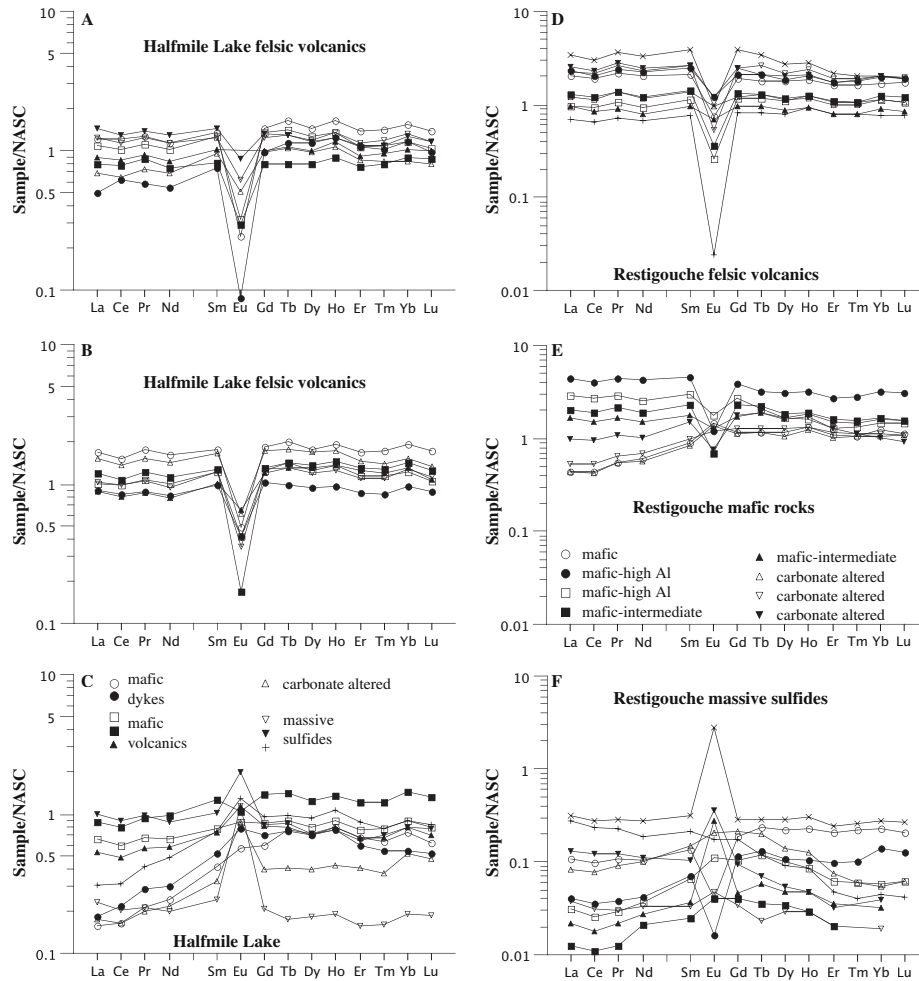 A
Halfmile Lake felsic volcanics
Sample/NASC
10
5
1
0.5
0.1
La Ce Pr Nd Sm Eu Gd Tb Dy Ho Er Tm Yb Lu
B
Halfmile Lake felsic volcanics
Sample/NASC
10
5
1
0.5
0.1
La Ce Pr Nd Sm Eu Gd Tb Dy Ho Er Tm Yb Lu
C
mafic
dykes
mafic
volcanics
carbonate altered
massive
sulfides
Halfmile Lake
Sample/NASC
10
5
1
0.5
0.1
La Ce Pr Nd Sm Eu Gd Tb Dy Ho Er Tm Yb Lu
D
Restigouche felsic volcanics
Sample/NASC
10
1
0.1
0.01
La Ce Pr Nd Sm Eu Gd Tb Dy Ho Er Tm Yb Lu
E
Restigouche mafic rocks
mafic
mafic-high Al
mafic-high Al
mafic-intermediate
mafic-intermediate
carbonate altered
carbonate altered
carbonate altered
Sample/NASC
10
1
0.1
0.01
La Ce Pr Nd Sm Eu Gd Tb Dy Ho Er Tm Yb Lu
F
Restigouche massive sulfides
Sample/NASC
10
1
0.1
0.01
La Ce Pr Nd Sm Eu Gd Tb Dy Ho Er Tm Yb Lu